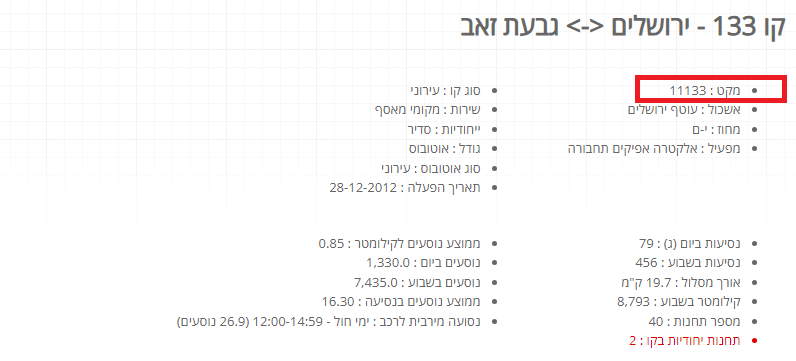 קו 133 - ירושלים <-> גבעת זאב
מקט : 11133
אשכול : עוטף ירושלים
מחוז : י-ם
מפעיל : אלקטרה אפיקים תחבורה
סוג קו : עירוני
שירות : מקומי מאסף
ייחודיות : סדיר
גודל : אוטובוס
סוג אוטובוס : עירוני
תאריך הפעלה : 28-12-2012
נסיעות ביום (ג) : 79
נסיעות בשבוע : 456
אורך מסלול : 19.7 ק"מ
קילומטר בשבוע : 8,793
מספר תחנות : 40
תחנות יחודיות בקו : 2
ממוצע נוסעים לקילומטר : 0.85
נוסעים ביום : 1,330.0
נוסעים בשבוע : 7,435.0
ממוצע נוסעים בנסיעה : 16.30
נסועה מירבית לרכב : ימי חול - 12:00-14:59 (26.9 נוסעים)